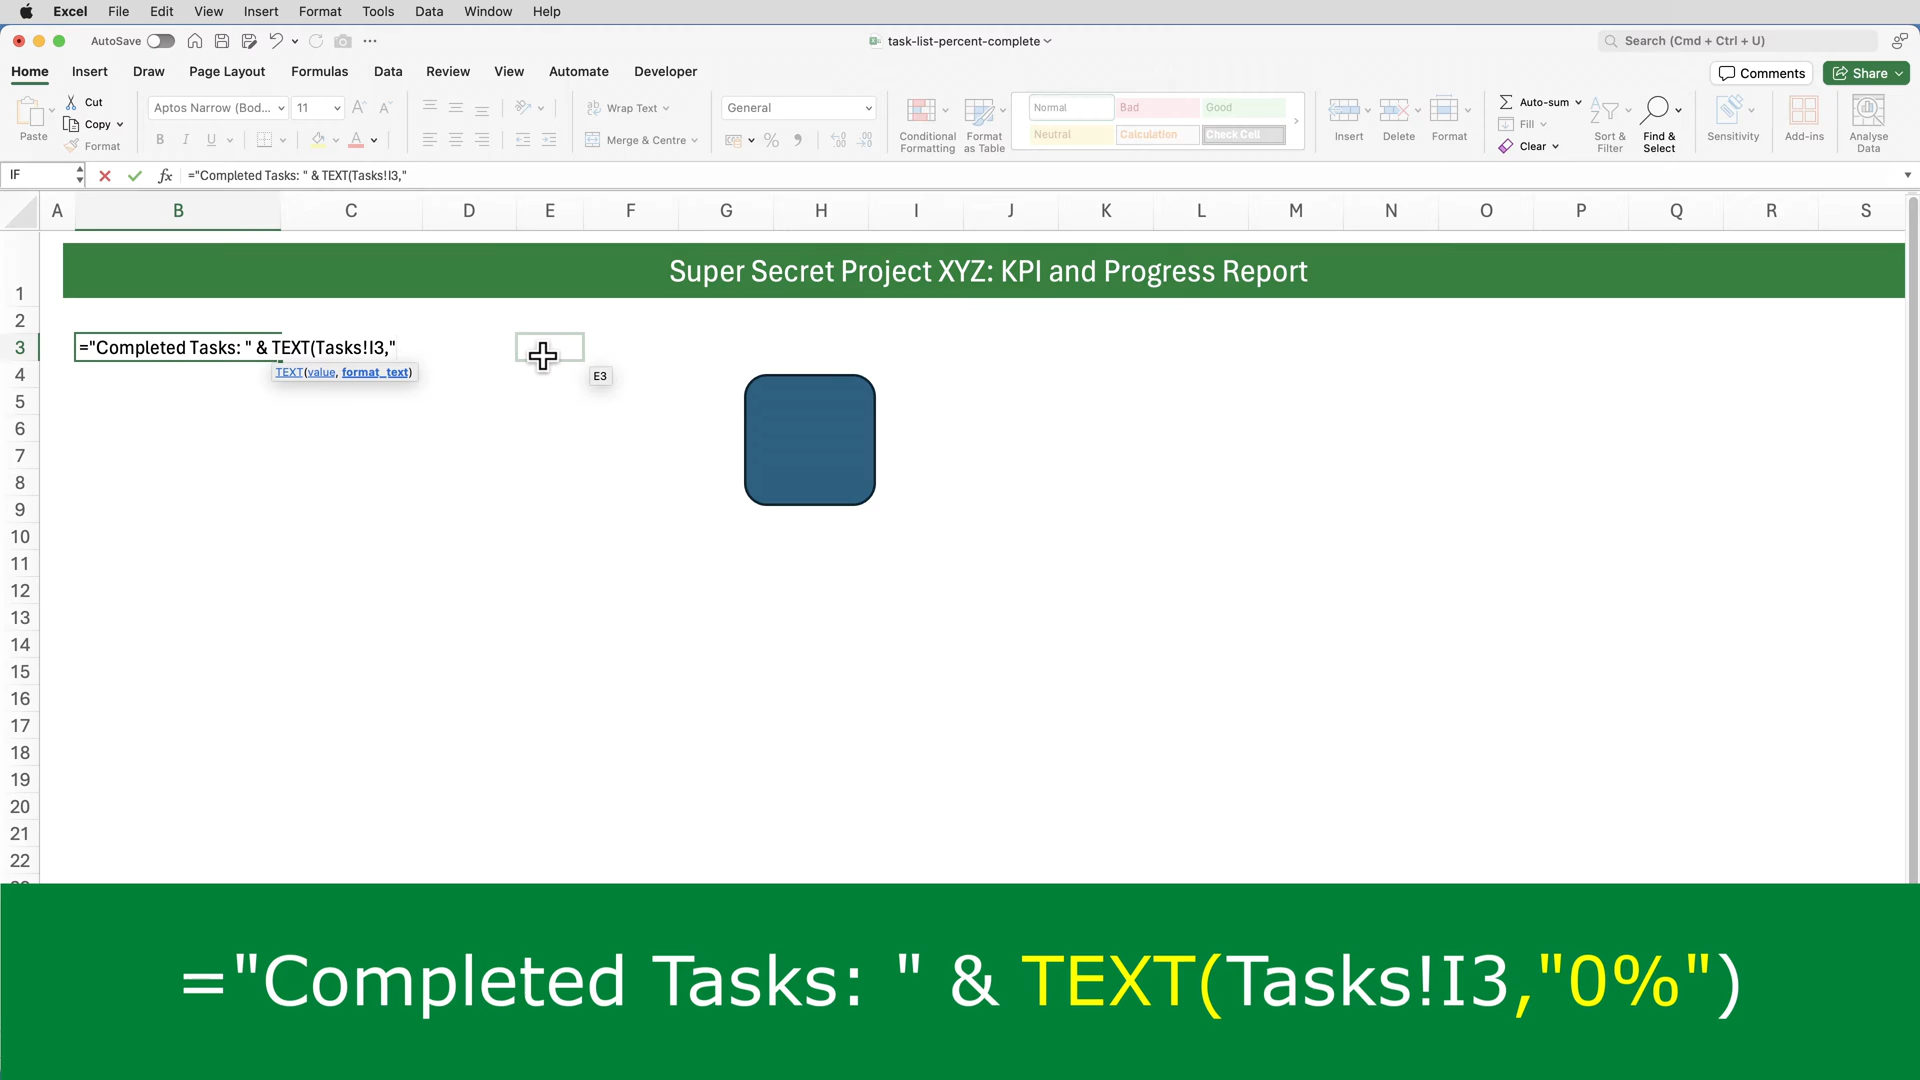 Excel File Edit View Insert Format Tools Data Window Help
AutoSave task-list-percent-complete Search (Cmd + Ctrl + U)
Home Insert Draw Page Layout Formulas Data Review View Automate Developer Comments Share
Paste
Cut
Copy
Format
Aptos Narrow (Bod... 11
B I U
Wrap Text
Merge & Centre
General
Conditional Formatting
Format as Table
Normal Bad Good
Neutral Calculation Check Cell
Insert Delete Format
Auto-sum
Fill
Clear
Sort & Filter
Find & Select
Sensitivity
Add-ins
Analyse Data
IF fx ="Completed Tasks: " & TEXT(Tasks!I3,"
A B C D E F G H I J K L M N O P Q R S
Super Secret Project XYZ: KPI and Progress Report
1
2
3 ="Completed Tasks: " & TEXT(Tasks!I3,"
TEXT(value, format_text)
E3
4
5
6
7
8
9
10
11
12
13
14
15
16
17
18
19
20
21
22
="Completed Tasks: " & TEXT(Tasks!I3,"0%")